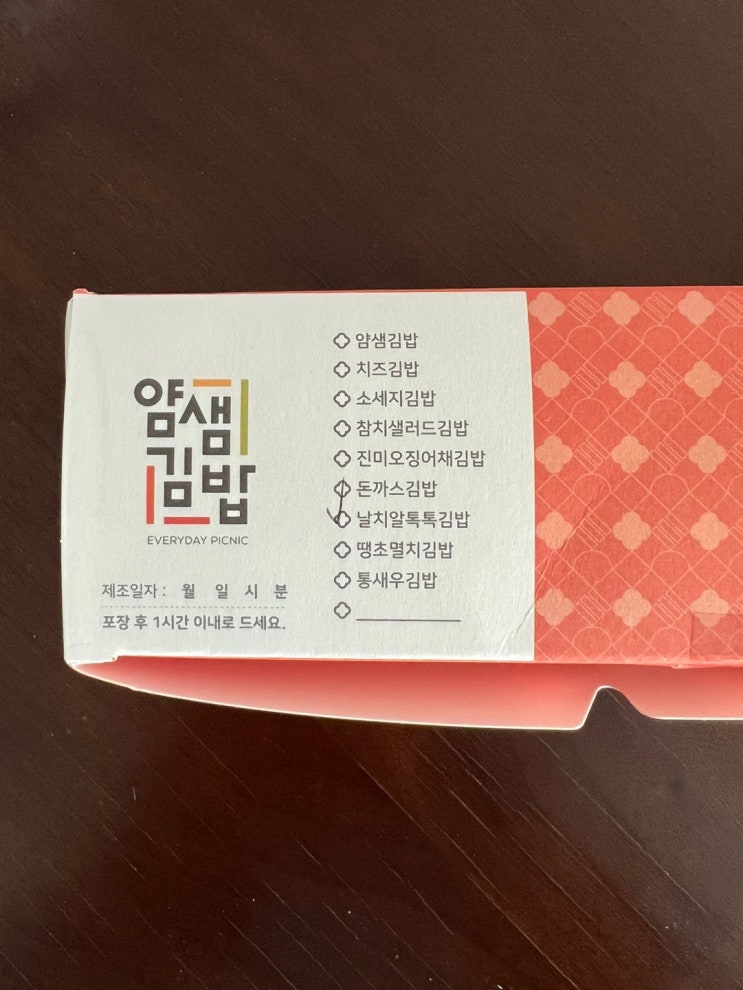 얌샘
김밥
EVERYDAY PICNIC
제조일자 : 월 일 시 분
포장 후 1시간 이내로 드세요.
얌샘김밥
치즈김밥
소세지김밥
참치샐러드김밥
진미오징어채김밥
돈까스김밥
날치알톡톡김밥
땡초멸치김밥
통새우김밥